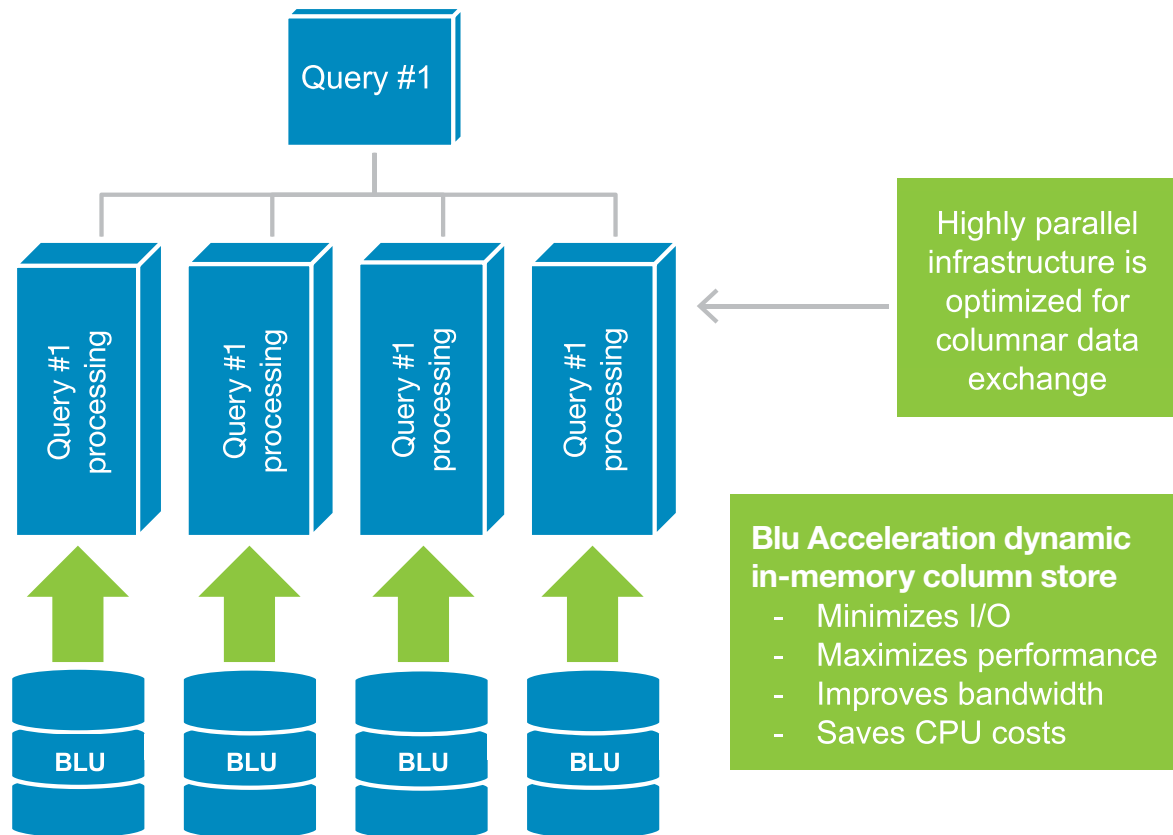 Query #1
Query #1
processing
Query #1
processing
Query #1
processing
Query #1
processing
Highly parallel
infrastructure is
optimized for
columnar data
exchange
Blu Acceleration dynamic
in-memory column store
- Minimizes I/O
- Maximizes performance
- Improves bandwidth
- Saves CPU costs
BLU
BLU
BLU
BLU